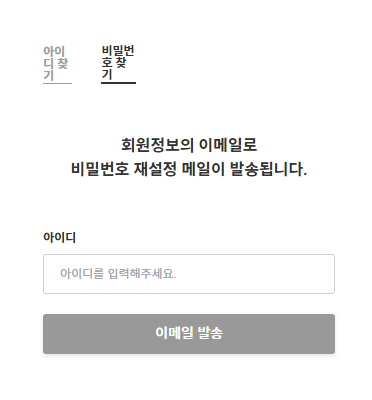 아이
디 찾
기
비밀번
호 찾
기
회원정보의 이메일로
비밀번호 재설정 메일이 발송됩니다.
아이디
아이디를 입력해주세요.
이메일 발송